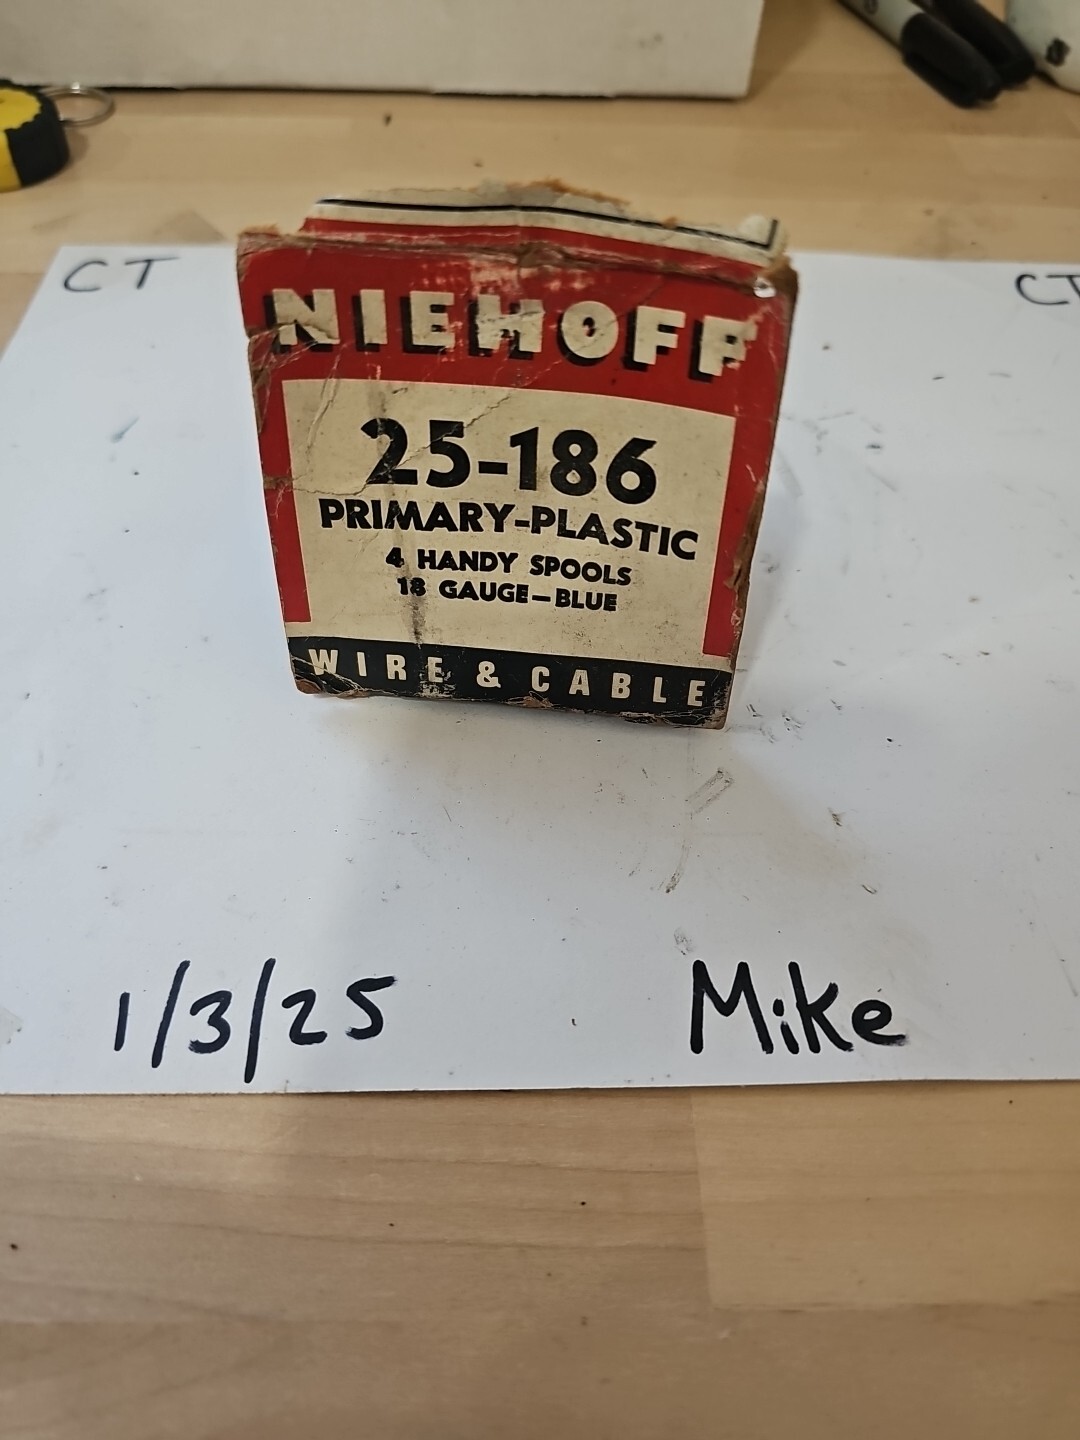 CT
CT
NIEHOFF
25-186
PRIMARY-PLASTIC
4 HANDY SPOOLS
18 GAUGE—BLUE
WIRE & CABLE
1/3/25
Mike